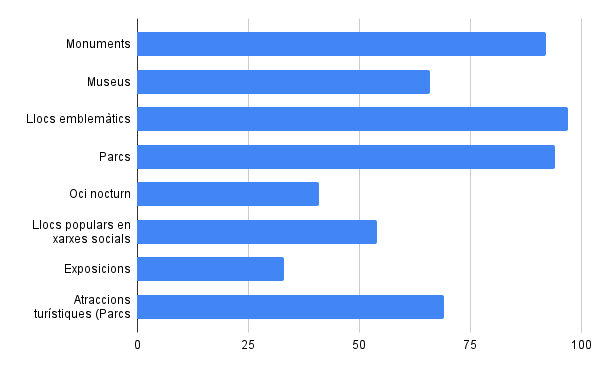 Monuments
Museus
Llocs emblemàtics
Parcs
Oci nocturn
Llocs populars en
xarxes socials
Exposicions
Atraccions
turístiques (Parcs
0
25
50
75
100